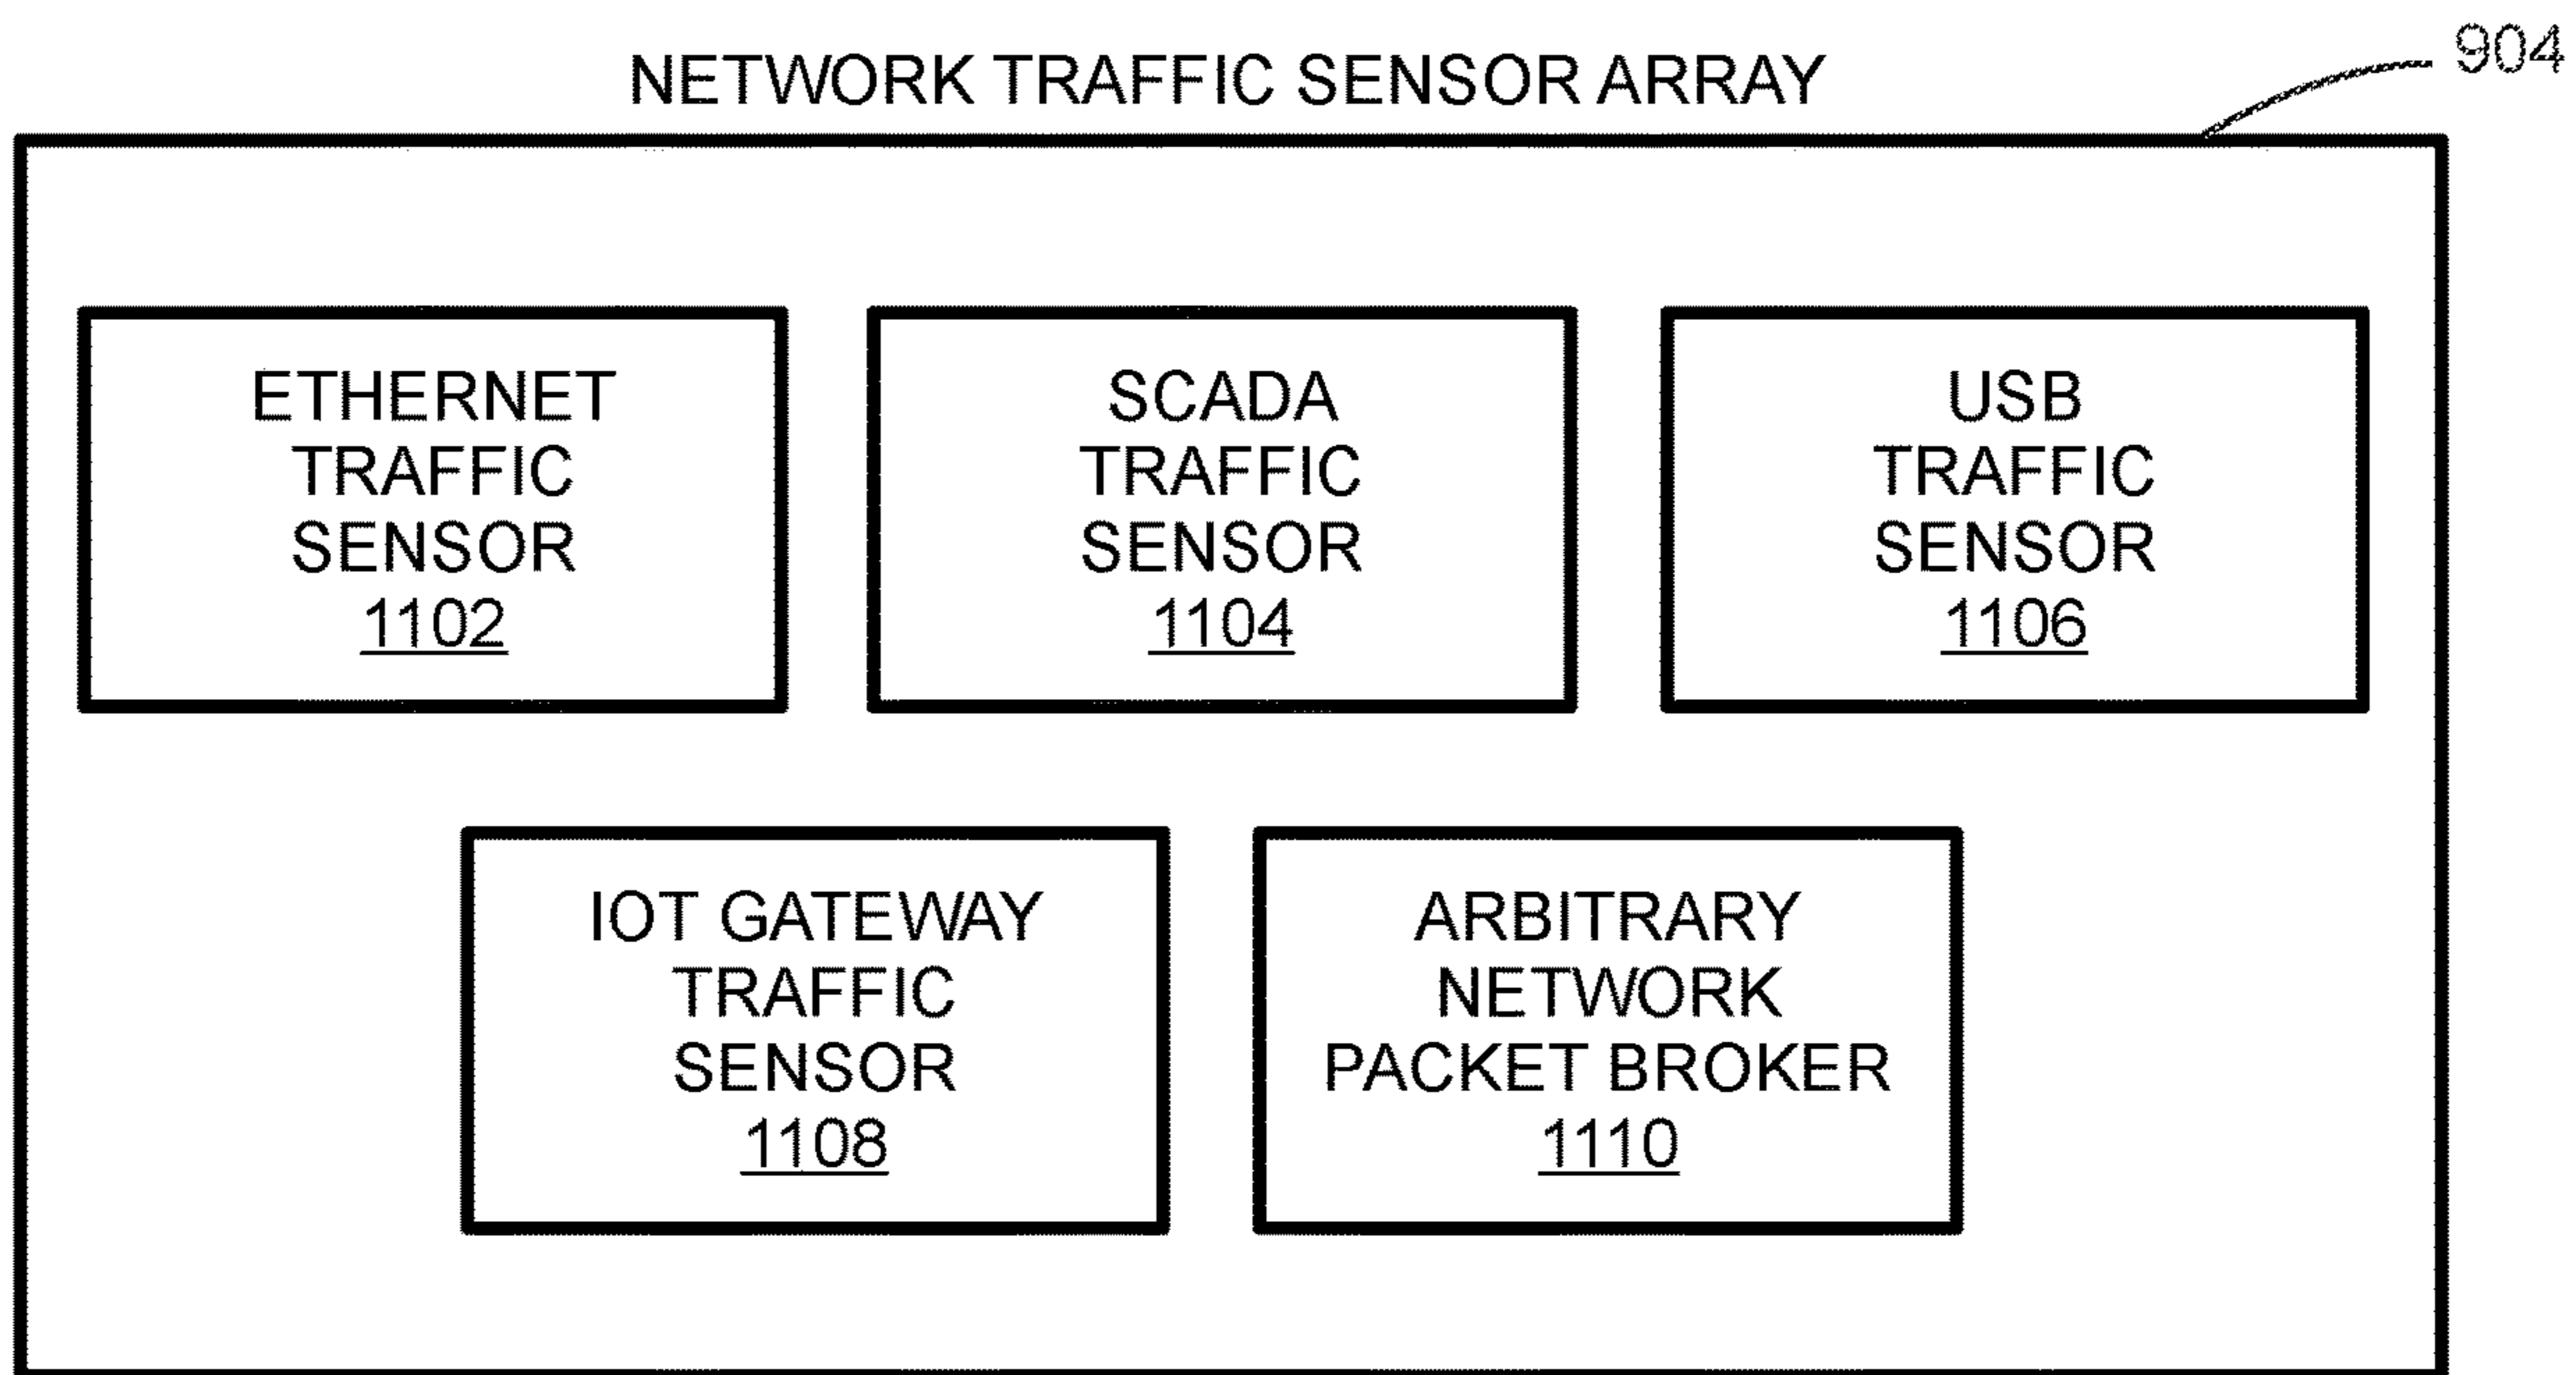 904
NETWORK TRAFFIC SENSOR ARRAY
ETHERNET
TRAFFIC
SENSOR
1102
SCADA
TRAFFIC
SENSOR
1104
USB
TRAFFIC
SENSOR
1106
IOT GATEWAY
TRAFFIC
SENSOR
1108
ARBITRARY
NETWORK
PACKET BROKER
1110